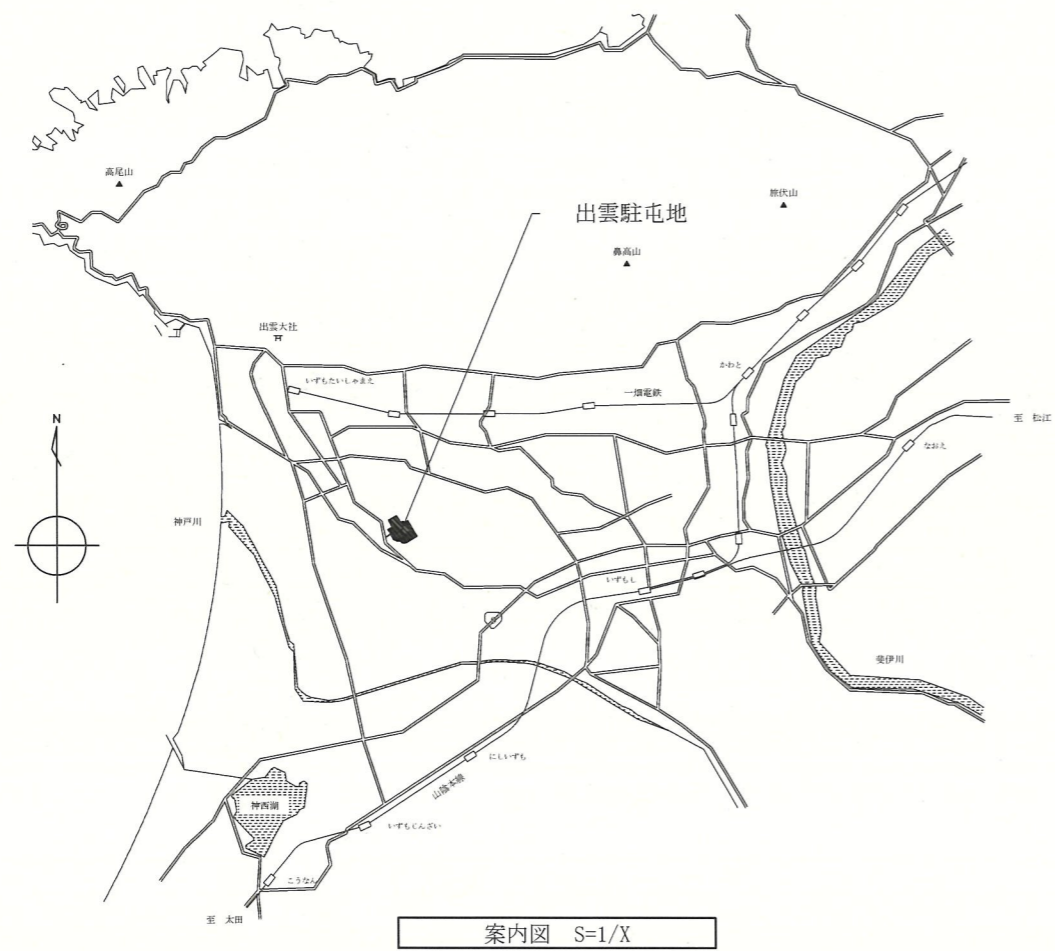 高尾山
旅伏山
出雲駐屯地
鼻高山
出雲大社
いずもたいしゃまえ
一畑電鉄
かわと
至 松江
なおえ
N
神戸川
いずもし
斐伊川
にしいずも
山陰本線
神西湖
いずもじんざい
こうなん
至 太田
案内図 S=1/X